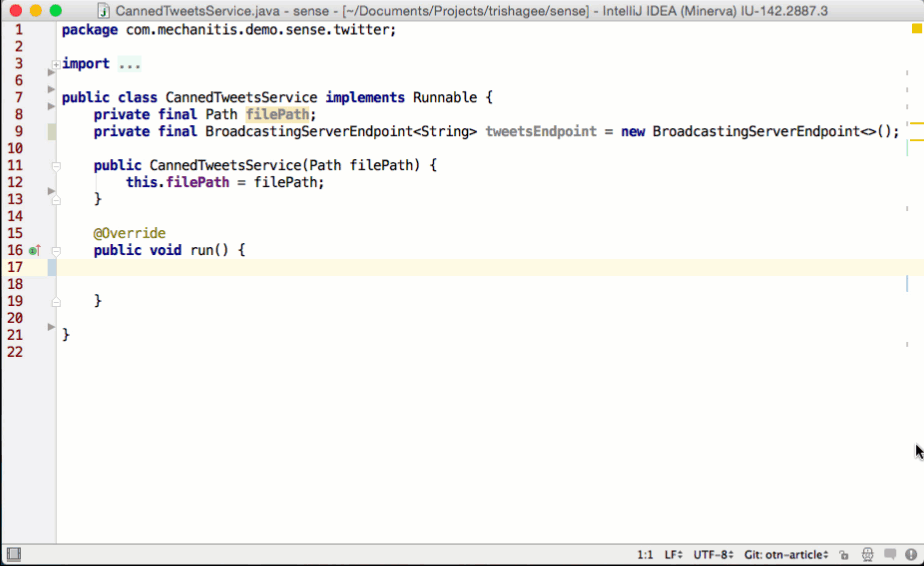 CannedTweetsService.java - sense - [~/Documents/Projects/trishagee/sense] - IntelliJ IDEA (Minerva) IU-142.2887.3
1 package com.mechanitis.demo.sense.twitter;
2
3 import ...
6
7 public class CannedTweetsService implements Runnable {
8 private final Path filePath;
9 private final BroadcastingServerEndpoint<String> tweetsEndpoint = new BroadcastingServerEndpoint<>();
10
11 public CannedTweetsService(Path filePath) {
12 this.filePath = filePath;
13 }
14
15 @Override
16 public void run() {
17
18
19 }
20
21 }
22
1:1 LF÷ UTF-8÷ Git: otn-article÷